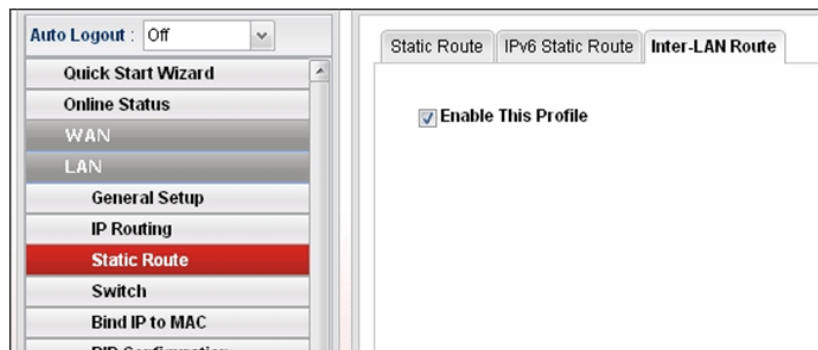 Auto Logout : Off
Quick Start Wizard
Online Status
WAN
LAN
General Setup
IP Routing
Static Route
Switch
Bind IP to MAC
Static Route IPv6 Static Route Inter-LAN Route
Enable This Profile